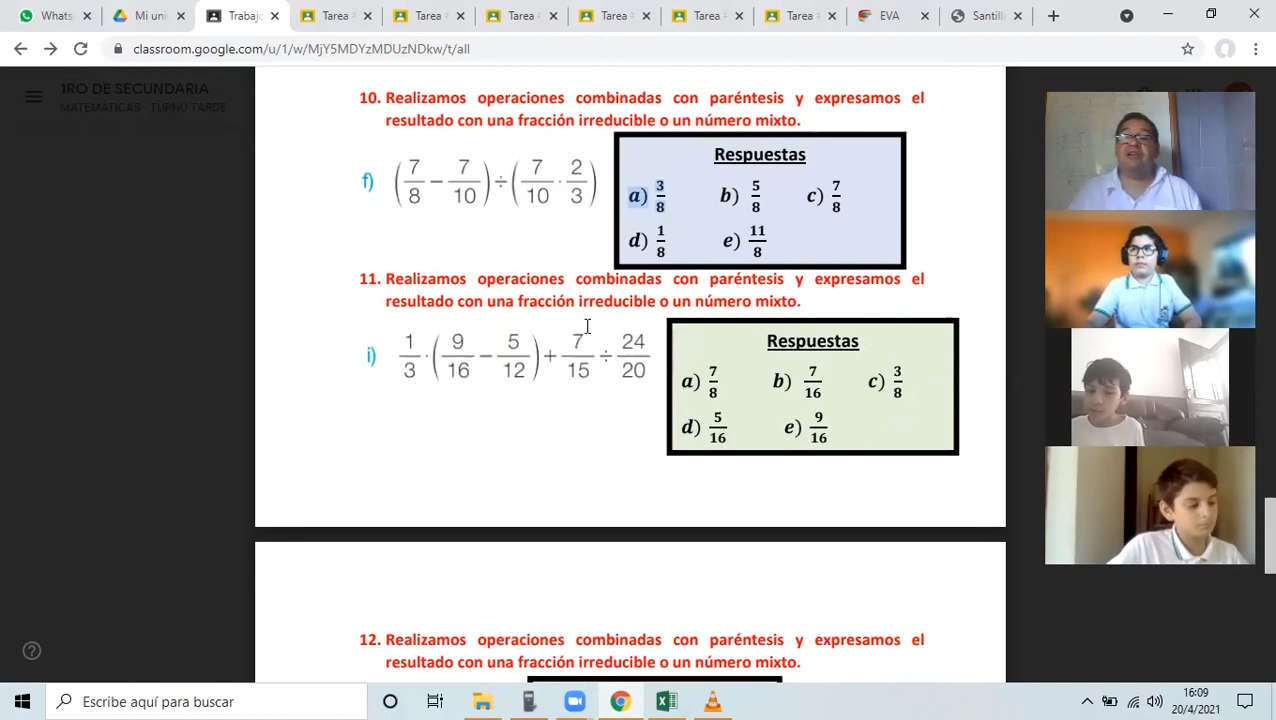 Whats
Mi unid
Trabajo
Tarea
Tarea
Tarea
Tarea
Tarea
Tarea
EVA
Santill
classroom.google.com/u/1/w/MjY5MDYzMDUzNDkw/t/all
1RO DE SECUNDARIA
MATEMATICAS - TURNO TARDE
10. Realizamos operaciones combinadas con paréntesis y expresamos el
resultado con una fracción irreducible o un número mixto.
f) (7/8 − 7/10) ÷ (7/10 · 2/3)
Respuestas
a) 3/8 b) 5/8 c) 7/8
d) 1/8 e) 11/8
11. Realizamos operaciones combinadas con paréntesis y expresamos el
resultado con una fracción irreducible o un número mixto.
i) 1/3 · (9/16 − 5/12) + 7/15 ÷ 24/20
Respuestas
a) 7/8 b) 7/16 c) 3/8
d) 5/16 e) 9/16
12. Realizamos operaciones combinadas con paréntesis y expresamos el
resultado con una fracción irreducible o un número mixto.
Escribe aquí para buscar
16:09
20/4/2021